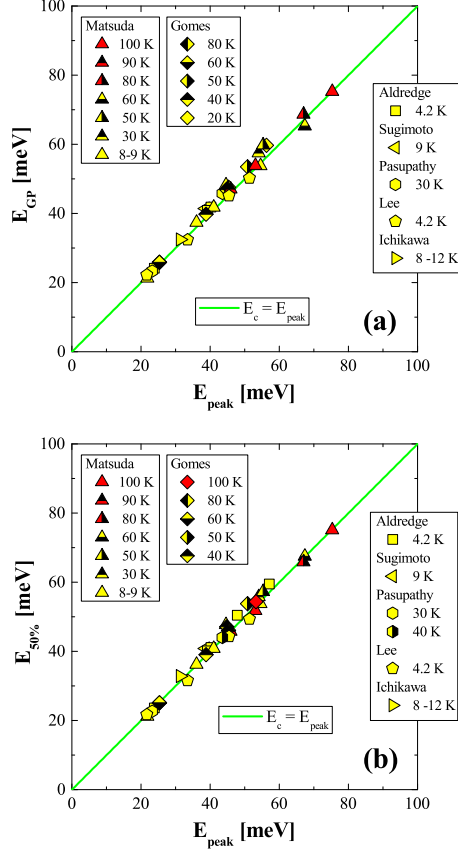 100
80
60
40
20
0
E_GP [meV]
Matsuda
100 K
90 K
80 K
60 K
50 K
30 K
8-9 K
Gomes
80 K
60 K
50 K
40 K
20 K
Aldredge
4.2 K
Sugimoto
9 K
Pasupathy
30 K
Lee
4.2 K
Ichikawa
8 -12 K
E_c = E_peak
(a)
0 20 40 60 80 100
E_peak [meV]
100
80
60
40
20
0
E_50% [meV]
Matsuda
100 K
90 K
80 K
60 K
50 K
30 K
8-9 K
Gomes
100 K
80 K
60 K
50 K
40 K
Aldredge
4.2 K
Sugimoto
9 K
Pasupathy
30 K
40 K
Lee
4.2 K
Ichikawa
8 -12 K
E_c = E_peak
(b)
0 20 40 60 80 100
E_peak [meV]